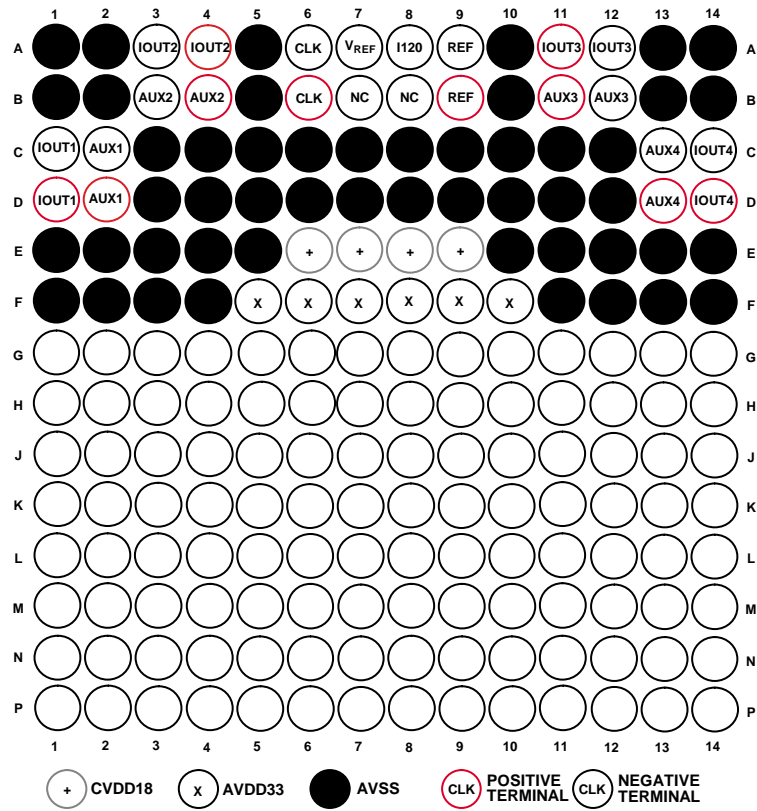 1 2 3 4 5 6 7 8 9 10 11 12 13 14
A IOUT2 IOUT2 CLK VREF I120 REF IOUT3 IOUT3 A
B AUX2 AUX2 CLK NC NC REF AUX3 AUX3 B
C IOUT1 AUX1 AUX4 IOUT4 C
D IOUT1 AUX1 AUX4 IOUT4 D
E + + + + E
F X X X X X X F
G G
H H
J J
K K
L L
M M
N N
P P
1 2 3 4 5 6 7 8 9 10 11 12 13 14
+ CVDD18 X AVDD33 AVSS CLK POSITIVE TERMINAL CLK NEGATIVE TERMINAL